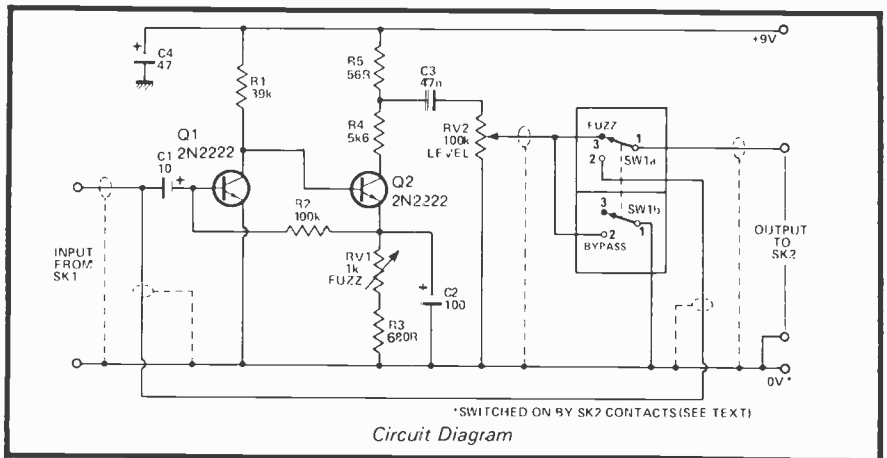 +9V
C4
47
R1
39k
R5
56R
C3
47n
R4
5k6
RV2
100k
LEVEL
Q1
2N2222
C1
10
Q2
2N2222
R2
100k
INPUT
FROM
SK1
RV1
1k
FUZZ
R3
680R
C2
100
FUZZ
3
1
2
SW1a
3
SW1b
1
2
BYPASS
OUTPUT
TO
SK2
0V*
*SWITCHED ON BY SK2 CONTACTS (SEE TEXT)
Circuit Diagram